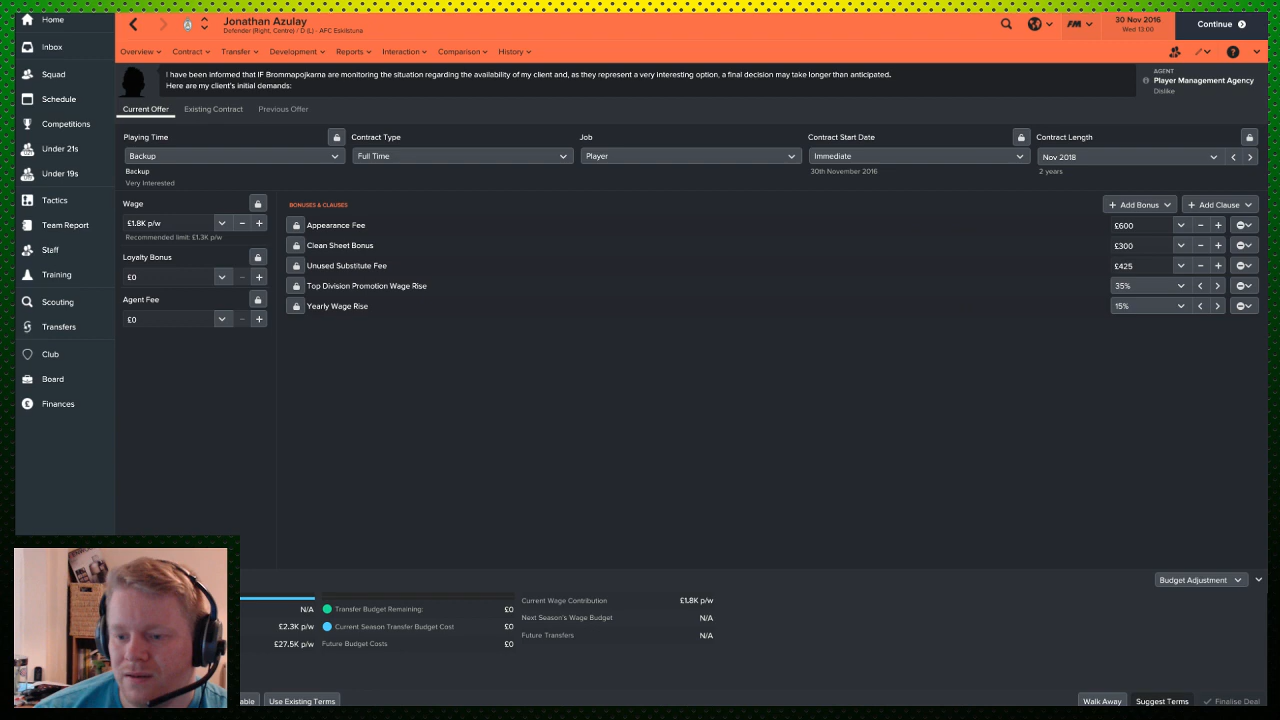 Home
Inbox
Squad
Schedule
Competitions
Under 21s
Under 19s
Tactics
Team Report
Staff
Training
Scouting
Transfers
Club
Board
Finances
Jonathan Azulay
Defender (Right, Centre) / D (L) - AFC Eskilstuna
FM
30 Nov 2016
Wed 13:00
Continue
Overview
Contract
Transfer
Development
Reports
Interaction
Comparison
History
I have been informed that IF Brommapojkarna are monitoring the situation regarding the availability of my client and, as they represent a very interesting option, a final decision may take longer than anticipated.
Here are my client's initial demands:
AGENT
Player Management Agency
Dislike
Current Offer
Existing Contract
Previous Offer
Playing Time
Backup
Backup
Very Interested
Contract Type
Full Time
Job
Player
Contract Start Date
Immediate
30th November 2016
Contract Length
Nov 2018
2 years
Wage
£1.8K p/w
Recommended limit: £1.3K p/w
Loyalty Bonus
£0
Agent Fee
£0
BONUSES & CLAUSES
+ Add Bonus
+ Add Clause
Appearance Fee £600
Clean Sheet Bonus £300
Unused Substitute Fee £425
Top Division Promotion Wage Rise 35%
Yearly Wage Rise 15%
Budget Adjustment
N/A
£2.3K p/w
£27.5K p/w
Transfer Budget Remaining: £0
Current Season Transfer Budget Cost £0
Future Budget Costs £0
Current Wage Contribution £1.8K p/w
Next Season's Wage Budget N/A
Future Transfers N/A
Use Existing Terms
Walk Away
Suggest Terms
Finalise Deal